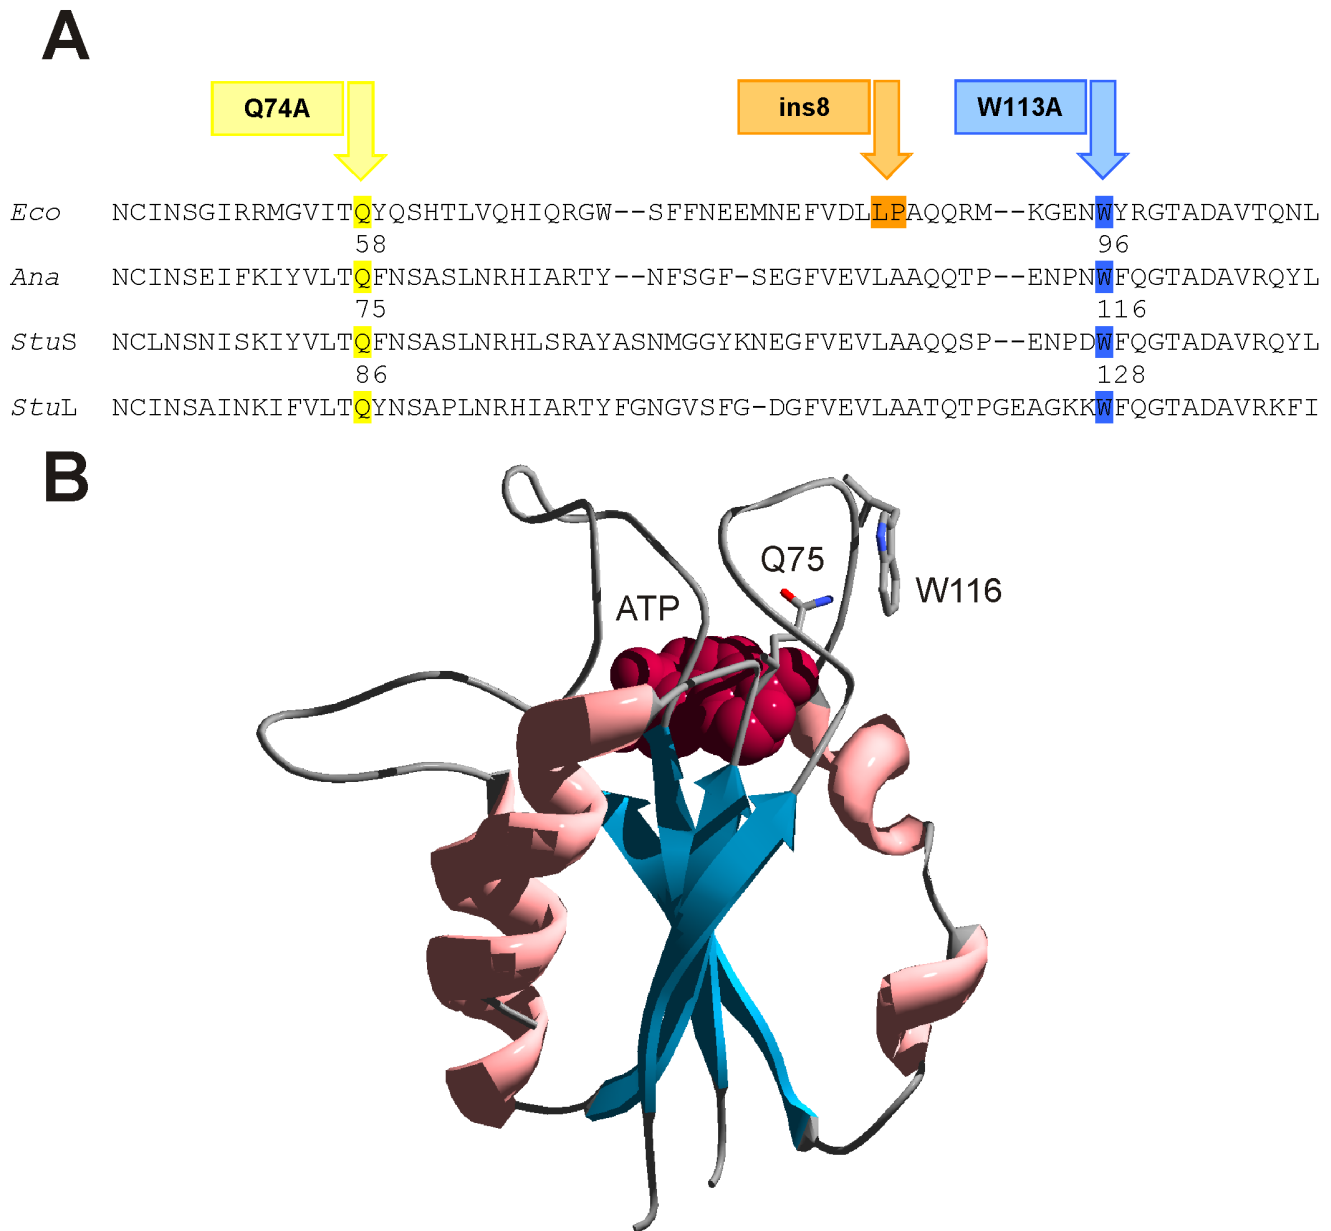 A
Q74A ins8 W113A
Eco NCINSGIRRMGVITQYQSHTLVQHIQRGW--SFFNEEMNEFVDLLPAQQRM--KGENWYRGTADAVTQNL
58 96
Ana NCINSEIFKIYVLTQFNSASLNRHIARTY--NFSGF-SEGFVEVLAAQQTP--ENPNWFQGTADAVRQYL
75 116
StuS NCLNSNISKIYVLTQFNSASLNRHLSRAYASNMGGYKNEGFVEVLAAQQSP--ENPDWFQGTADAVRQYL
86 128
StuL NCINSAINKIFVLTQYNSAPLNRHIARTYFGNGVSFG-DGFVEVLAATQTPGEAGKKWFQGTADAVRKFI
B
Q75
ATP W116